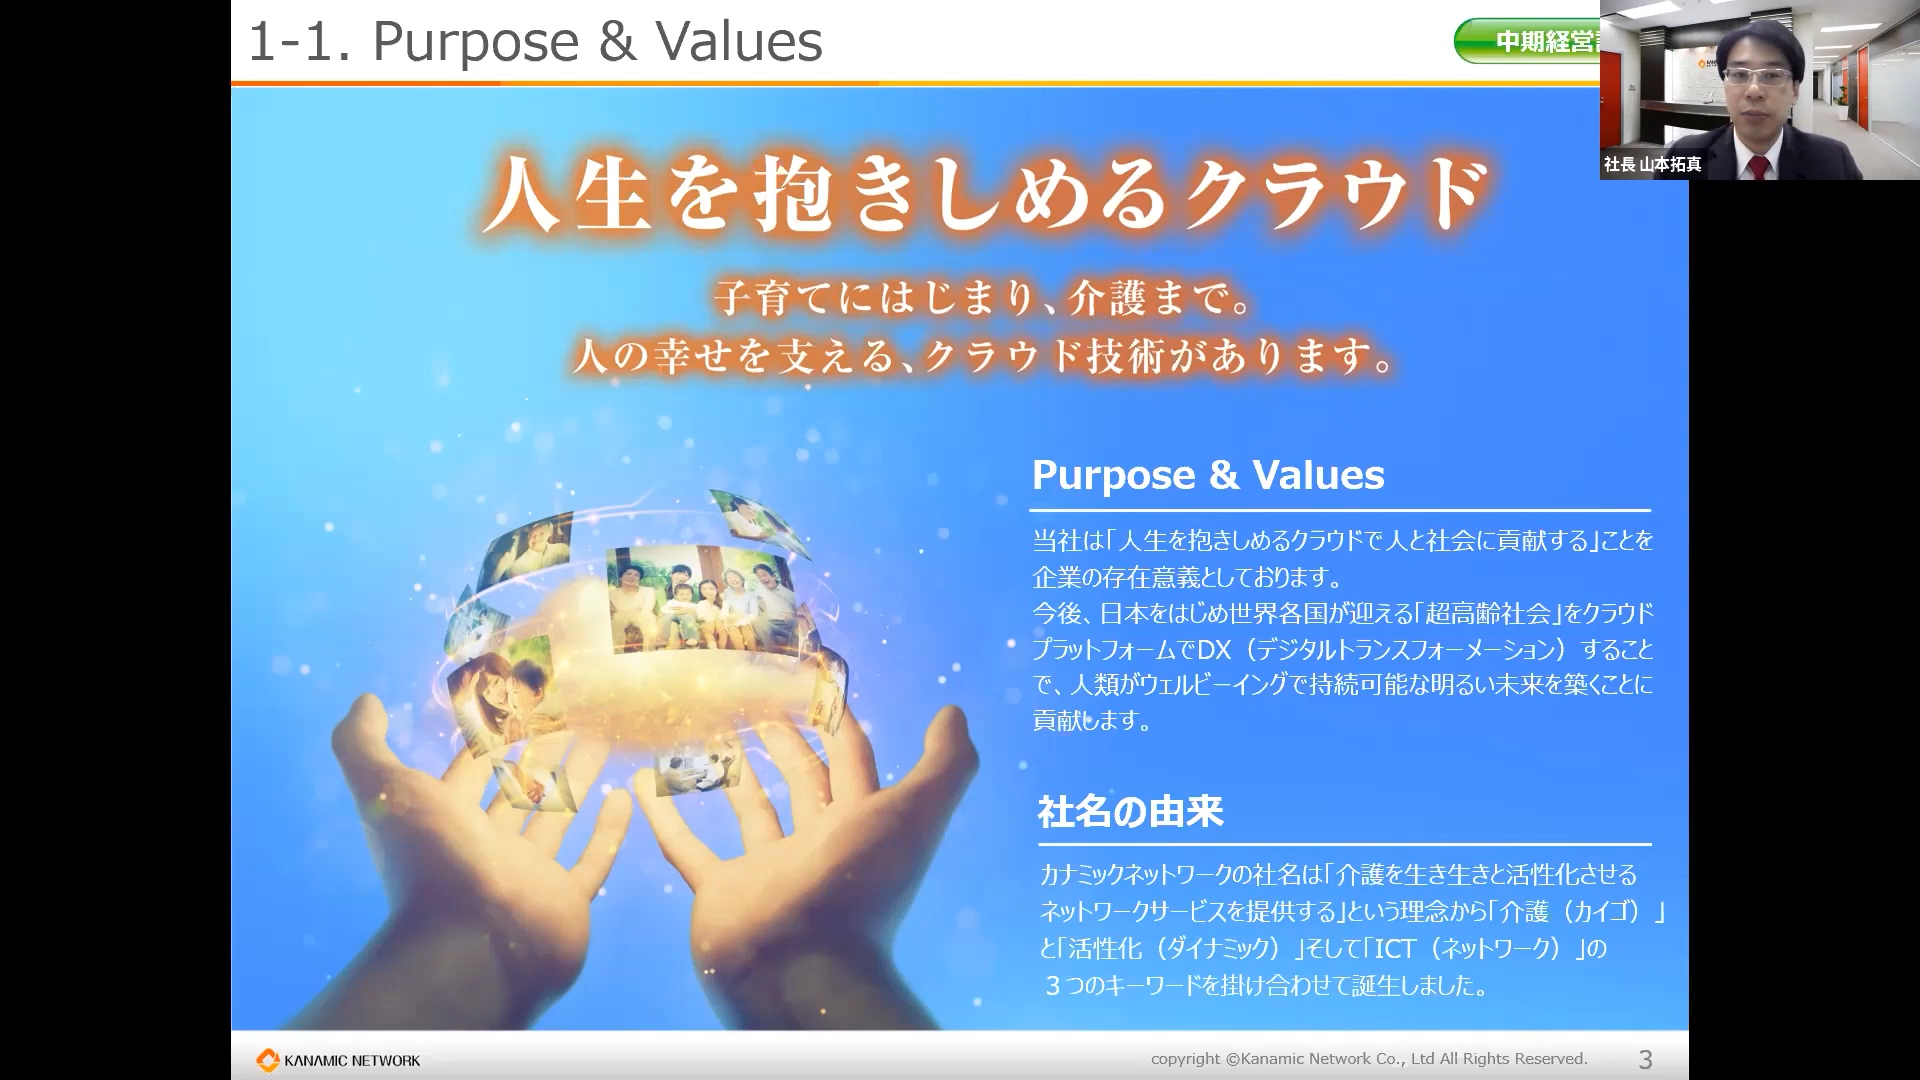 1-1. Purpose & Values
中期経営
社長 山本拓真
人生を抱きしめるクラウド
子育てにはじまり、介護まで。
人の幸せを支える、クラウド技術があります。
Purpose & Values
当社は「人生を抱きしめるクラウドで人と社会に貢献する」ことを
企業の存在意義としております。
今後、日本をはじめ世界各国が迎える「超高齢社会」をクラウド
プラットフォームでDX（デジタルトランスフォーメーション）すること
で、人類がウェルビーイングで持続可能な明るい未来を築くことに
貢献します。
社名の由来
カナミックネットワークの社名は「介護を生き生きと活性化させる
ネットワークサービスを提供する」という理念から「介護（カイゴ）」
と「活性化（ダイナミック）」そして「ICT（ネットワーク）」の
３つのキーワードを掛け合わせて誕生しました。
KANAMIC NETWORK
copyright ©Kanamic Network Co., Ltd All Rights Reserved.
3